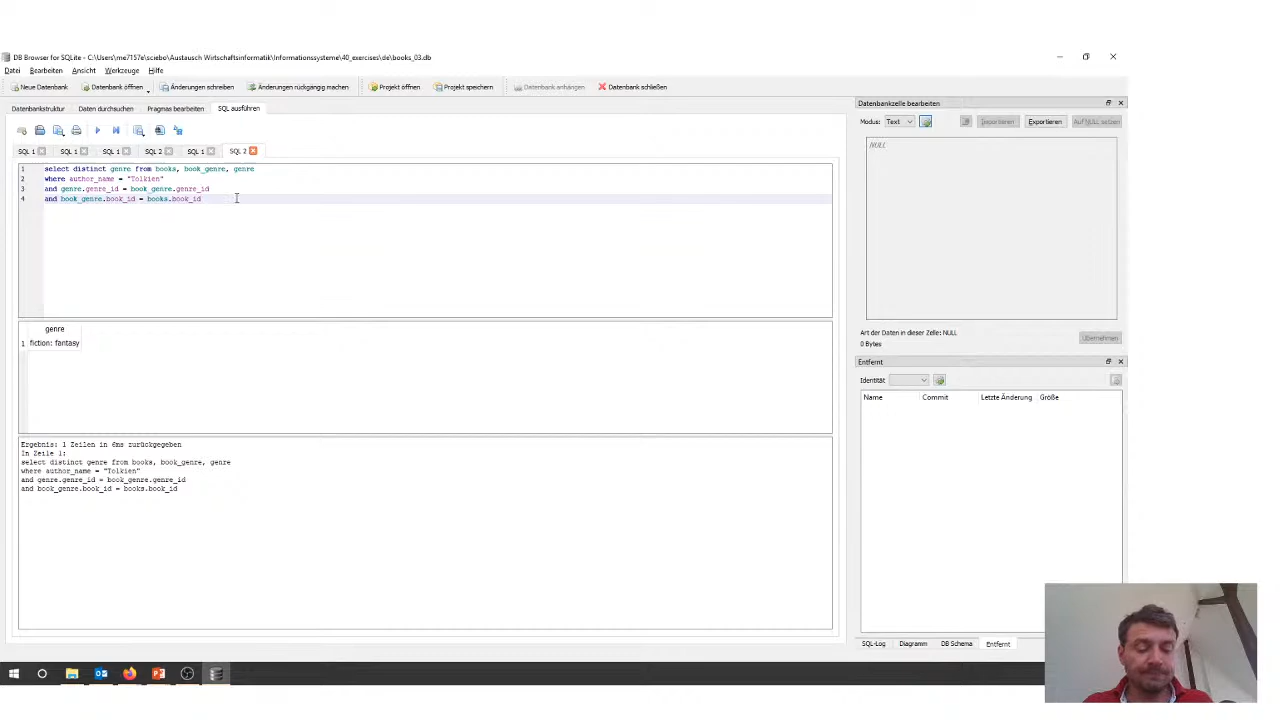 DB Browser for SQLite - C:\Users\me7157e\sciebo\Austausch Wirtschaftsinformatik\Informationssysteme\40_exercises\de\books_03.db
Datei Bearbeiten Ansicht Werkzeuge Hilfe
Neue Datenbank Datenbank öffnen Änderungen schreiben Änderungen rückgängig machen Projekt öffnen Projekt speichern Datenbank anhängen Datenbank schließen
Datenbankstruktur Daten durchsuchen Pragmas bearbeiten SQL ausführen
SQL 1 SQL 1 SQL 1 SQL 2 SQL 1 SQL 2
1 select distinct genre from books, book_genre, genre
2 where author_name = "Tolkien"
3 and genre.genre_id = book_genre.genre_id
4 and book_genre.book_id = books.book_id
genre
1 fiction: fantasy
Ergebnis: 1 Zeilen in 6ms zurückgegeben
In Zeile 1:
select distinct genre from books, book_genre, genre
where author_name = "Tolkien"
and genre.genre_id = book_genre.genre_id
and book_genre.book_id = books.book_id
Datenbankzelle bearbeiten
Modus: Text Importieren Exportieren Auf NULL setzen
NULL
Art der Daten in dieser Zelle: NULL
0 Bytes
Übernehmen
Entfernt
Identität
Name Commit Letzte Änderung Größe
SQL-Log Diagramm DB Schema Entfernt